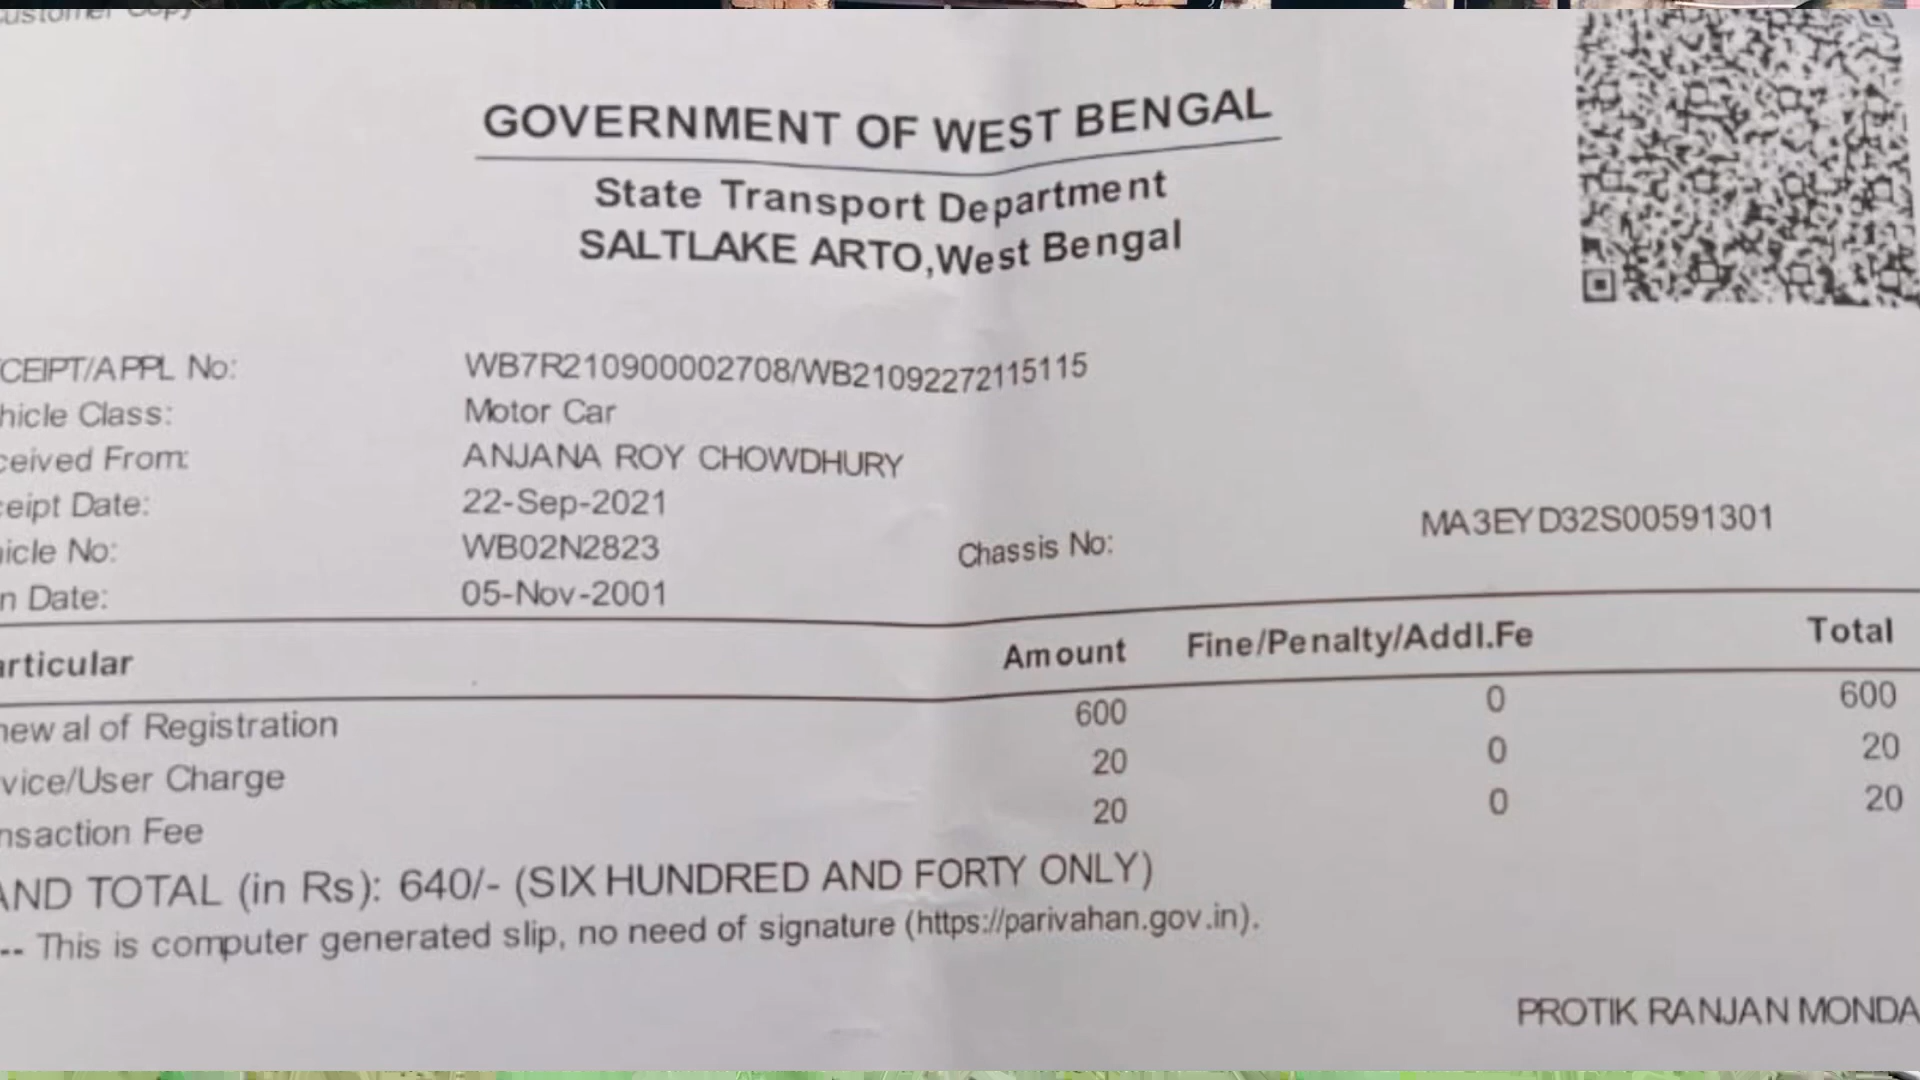 Customer Copy
GOVERNMENT OF WEST BENGAL
State Transport Department
SALTLAKE ARTO,West Bengal
CEIPT/APPL No: WB7R210900002708/WB21092272115115
hicle Class: Motor Car
ceived From: ANJANA ROY CHOWDHURY
eipt Date: 22-Sep-2021
icle No: WB02N2823 Chassis No: MA3EYD32S00591301
n Date: 05-Nov-2001
articular Amount Fine/Penalty/Addl.Fe Total
newal of Registration 600 0 600
vice/User Charge 20 0 20
nsaction Fee 20 0 20
AND TOTAL (in Rs): 640/- (SIX HUNDRED AND FORTY ONLY)
-- This is computer generated slip, no need of signature (https://parivahan.gov.in).
PROTIK RANJAN MONDA